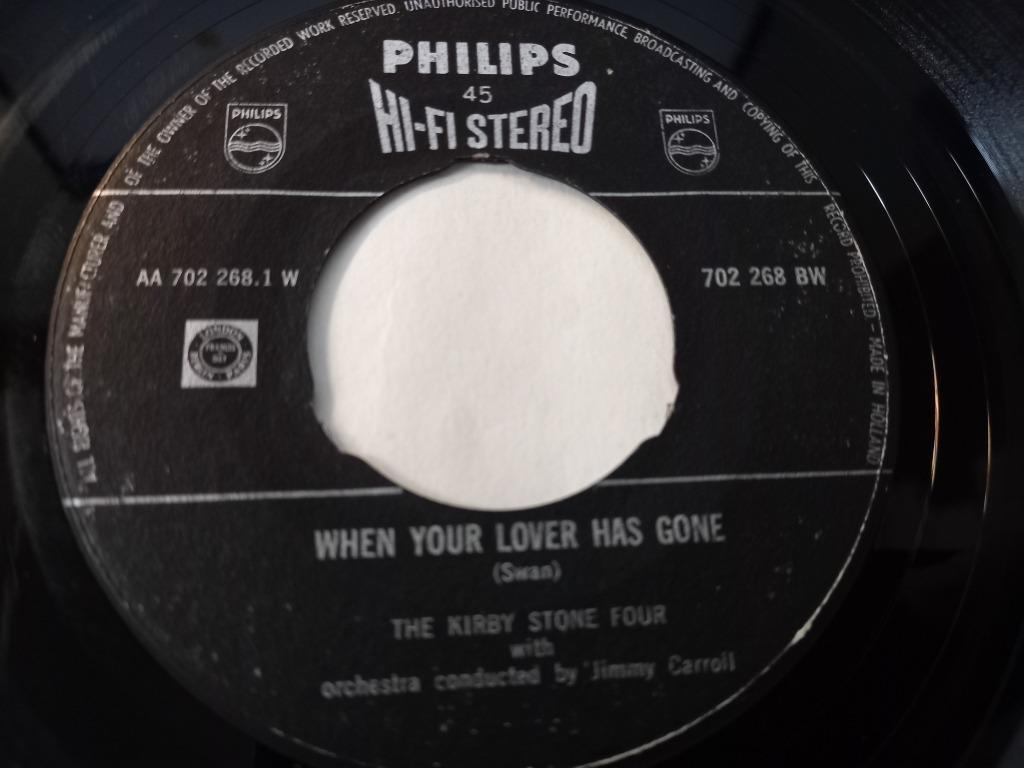 ALL RIGHTS OF THE MANUFACTURER AND OF THE OWNER OF THE RECORDED WORK RESERVED. UNAUTHORISED PUBLIC PERFORMANCE BROADCASTING AND COPYING OF THIS RECORD PROHIBITED - MADE IN HOLLAND
PHILIPS
45
HI-FI STEREO
PHILIPS
PHILIPS
AA 702 268.1 W
702 268 BW
LONDON
PARIS
WHEN YOUR LOVER HAS GONE
(Swan)
THE KIRBY STONE FOUR
with
orchestra conducted by Jimmy Carroll